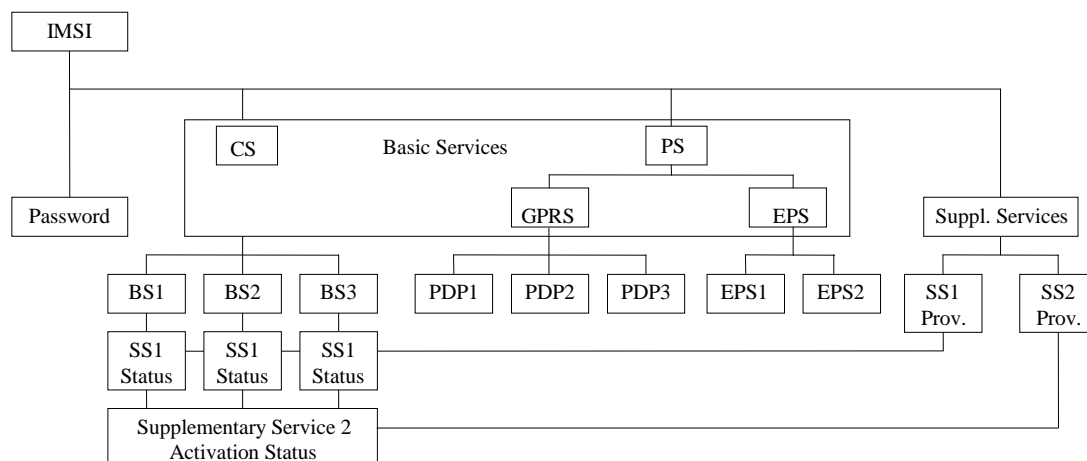 IMSI
CS
Basic Services
PS
Password
GPRS
EPS
Suppl. Services
BS1
BS2
BS3
PDP1
PDP2
PDP3
EPS1
EPS2
SS1
Prov.
SS2
Prov.
SS1
Status
SS1
Status
SS1
Status
Supplementary Service 2
Activation Status